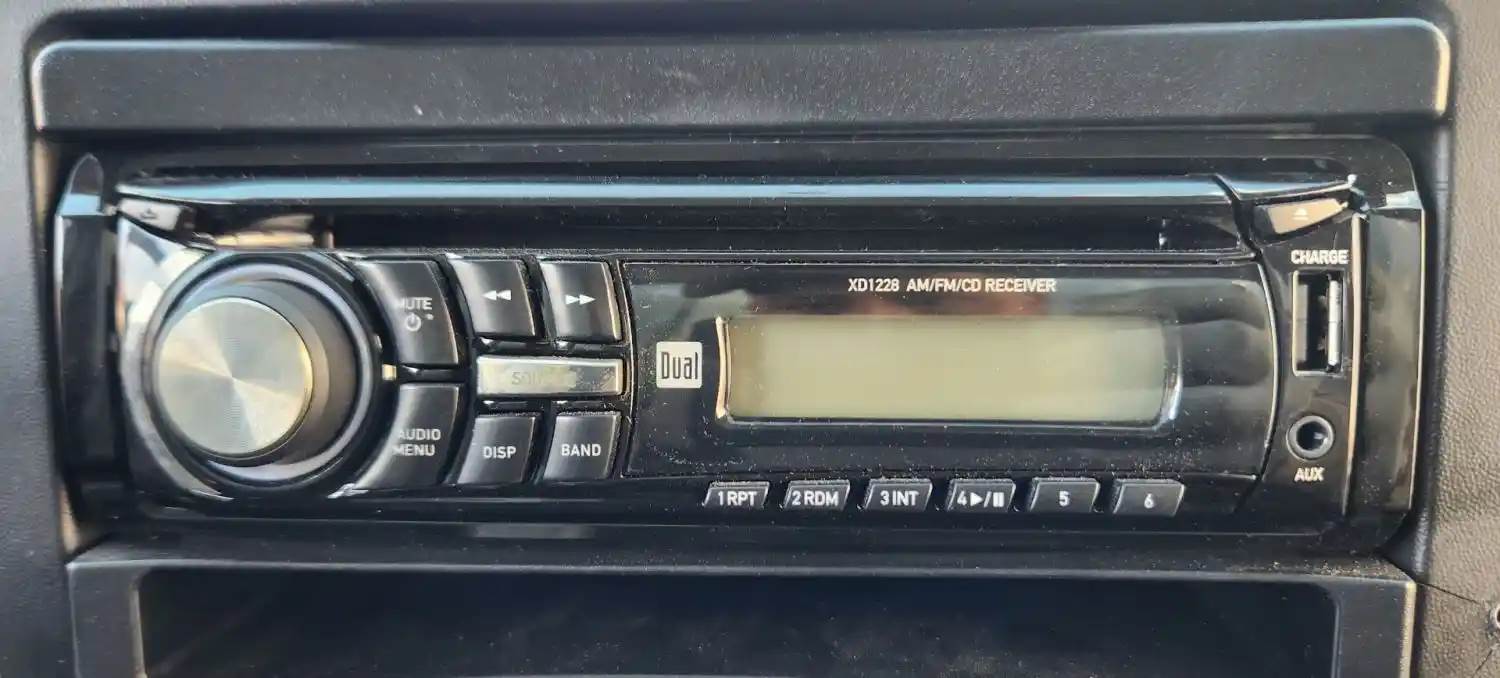 XD1228 AM/FM/CD RECEIVER
CHARGE
MUTE
Dual
AUDIO
MENU
DISP
BAND
AUX
1 RPT
2 RDM
3 INT
4
5
6